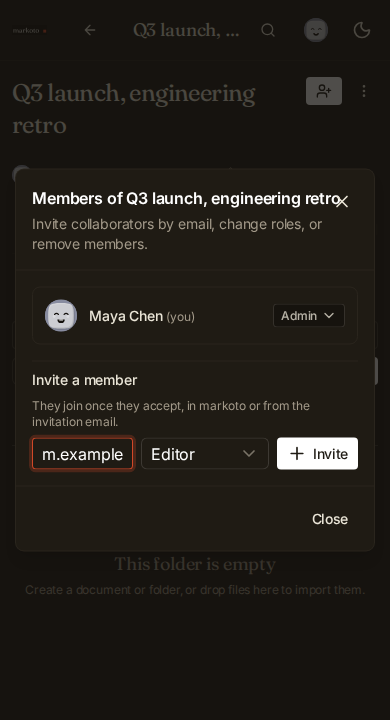 markoto
Q3 launch, ...
Q3 launch, engineering
retro
Members of Q3 launch, engineering retro
Invite collaborators by email, change roles, or
remove members.
Maya Chen (you)
Admin
Invite a member
They join once they accept, in markoto or from the
invitation email.
m.example
Editor
Invite
Close
This folder is empty
Create a document or folder, or drop files here to import them.